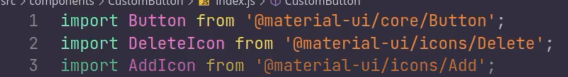 src > components > CustomButton > index.js > CustomButton
1 import Button from '@material-ui/core/Button';
2 import DeleteIcon from '@material-ui/icons/Delete';
3 import AddIcon from '@material-ui/icons/Add';